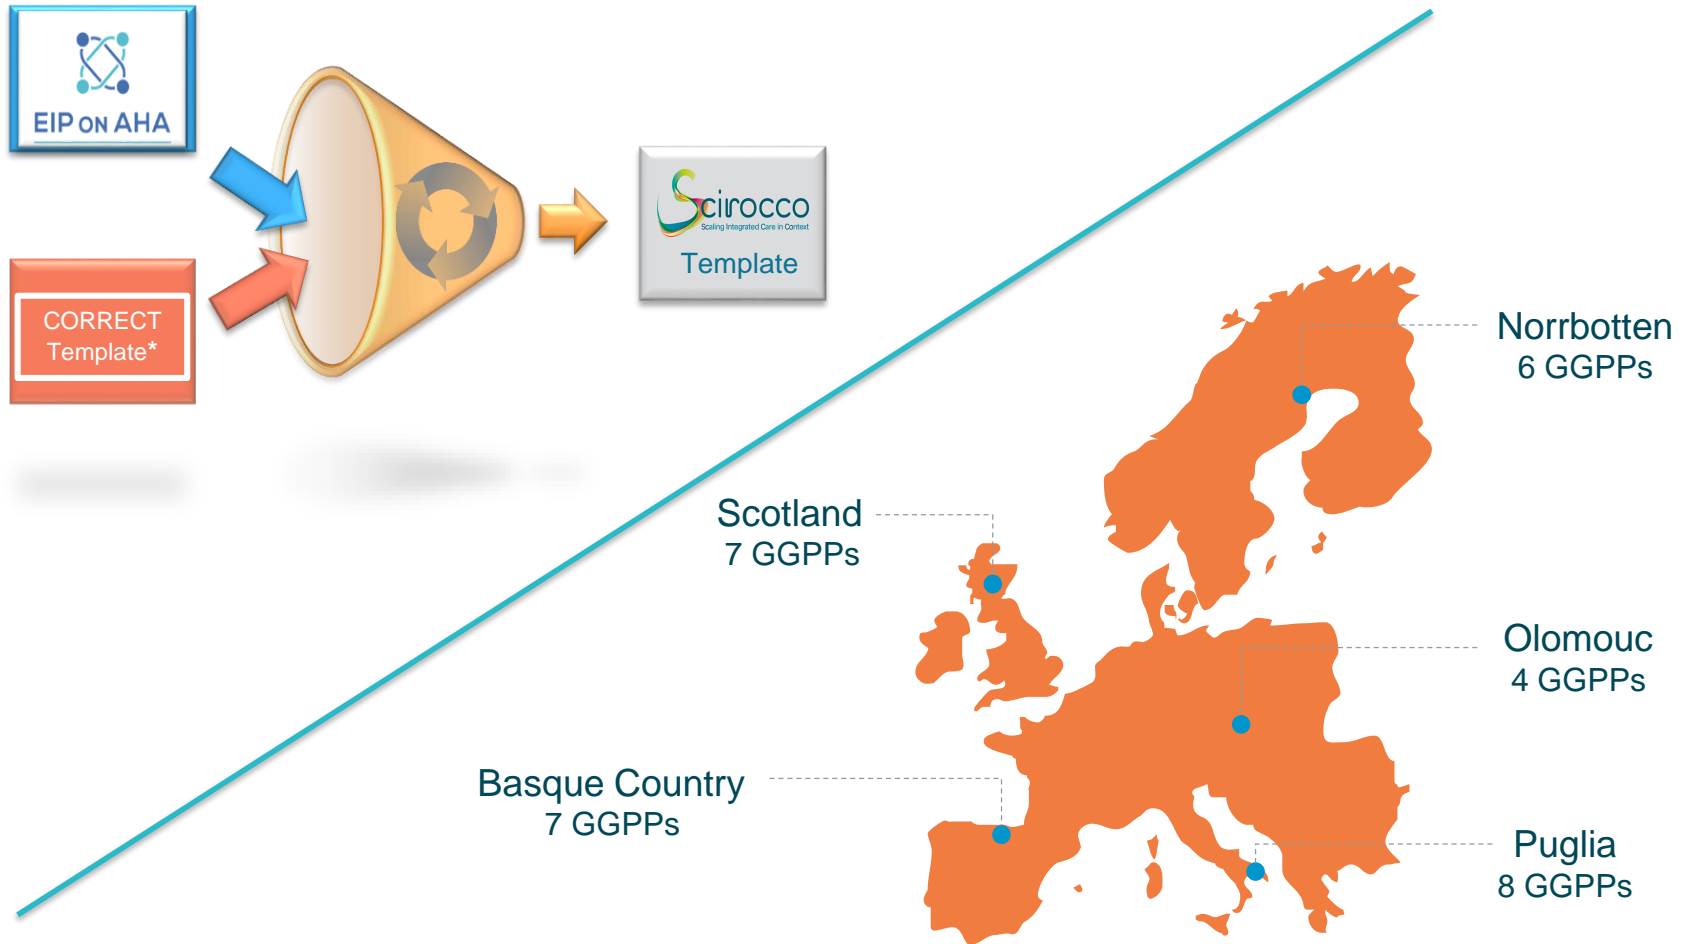 EIP ON AHA
CORRECT
Template*
Scirocco
Scaling Integrated Care in Context
Template
Norrbotten
6 GGPPs
Scotland
7 GGPPs
Olomouc
4 GGPPs
Basque Country
7 GGPPs
Puglia
8 GGPPs